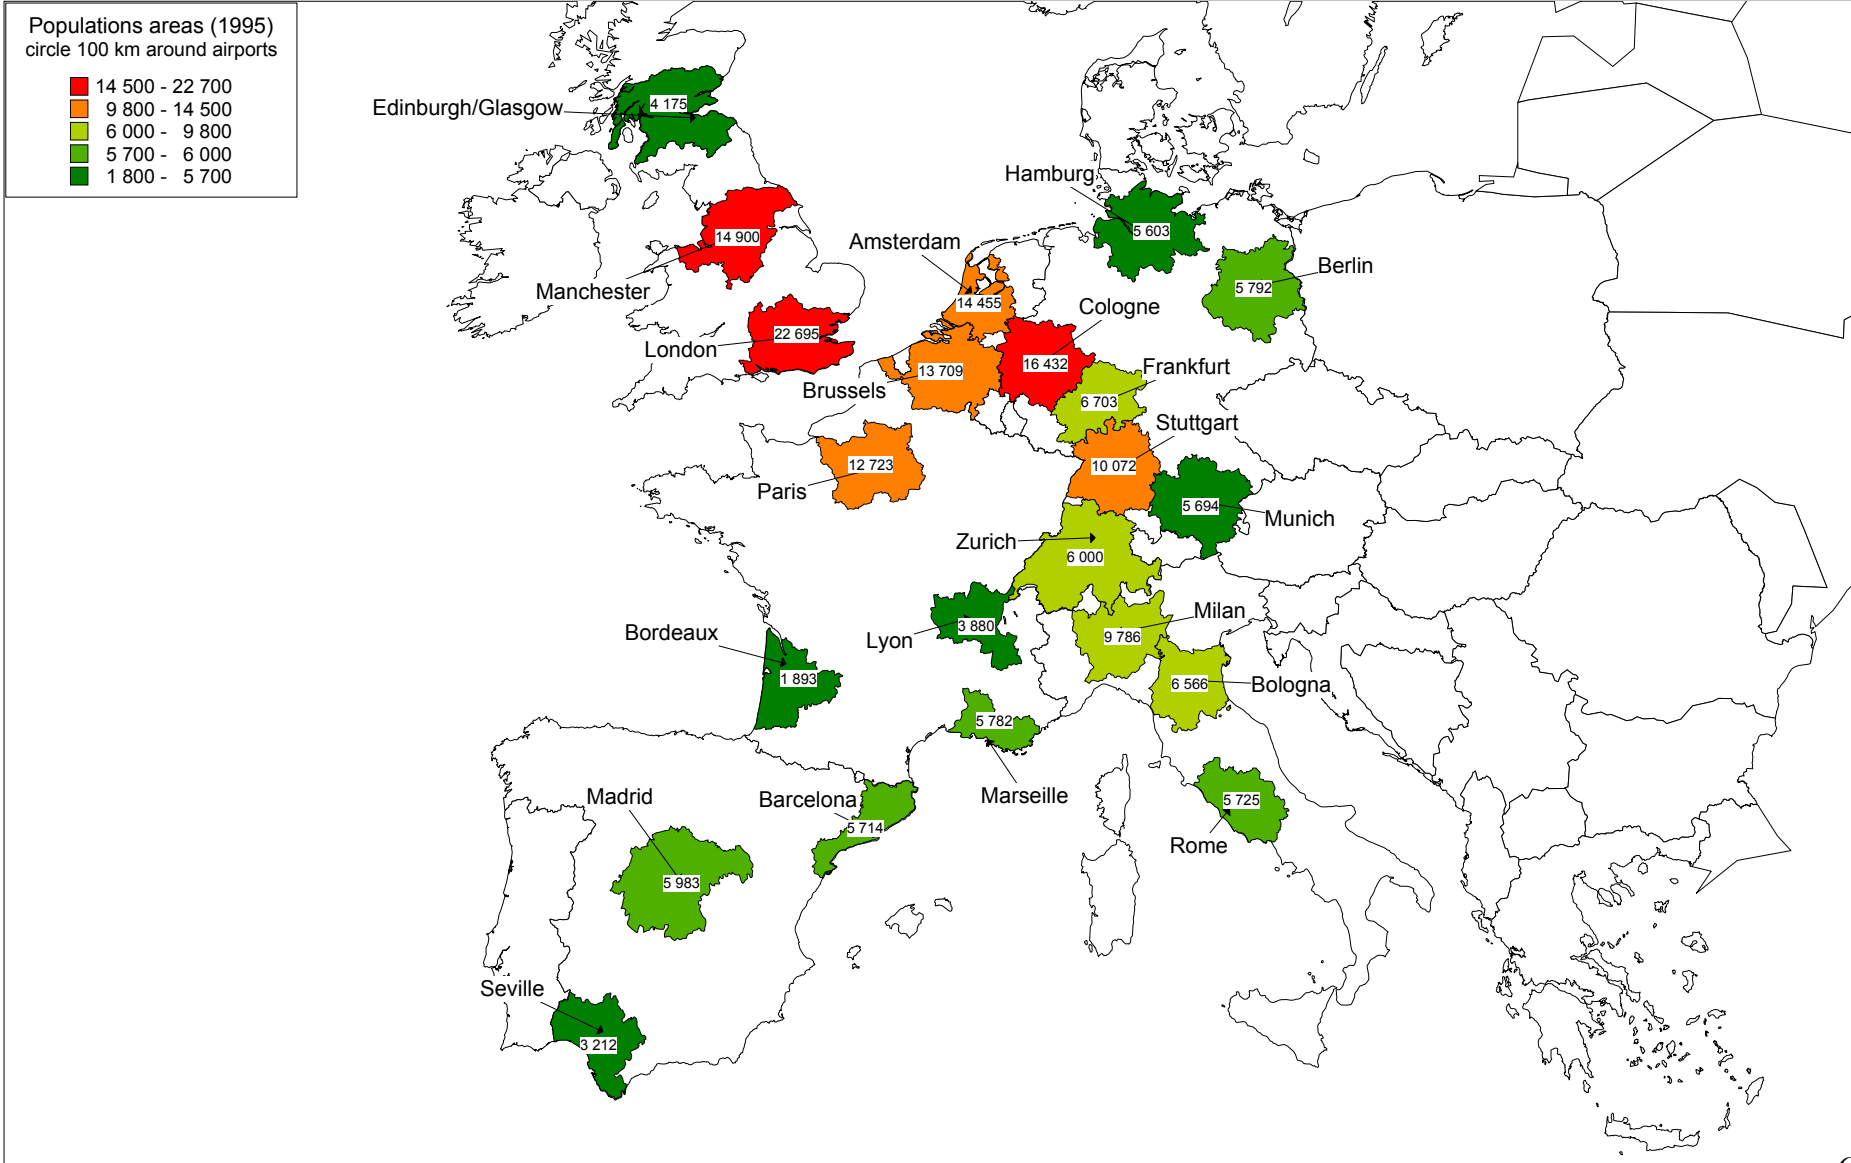 Populations areas (1995)
circle 100 km around airports
14 500 - 22 700
9 800 - 14 500
6 000 - 9 800
5 700 - 6 000
1 800 - 5 700
Edinburgh/Glasgow
4 175
Hamburg
5 603
14 900
Manchester
Amsterdam
14 455
Berlin
5 792
Cologne
16 432
London
22 695
Brussels
13 709
Frankfurt
6 703
Stuttgart
10 072
Paris
12 723
Munich
5 694
Zurich
6 000
Milan
9 786
Lyon
3 880
Bordeaux
1 893
Bologna
6 566
5 782
Marseille
Madrid
5 983
Barcelona
5 714
5 725
Rome
Seville
3 212